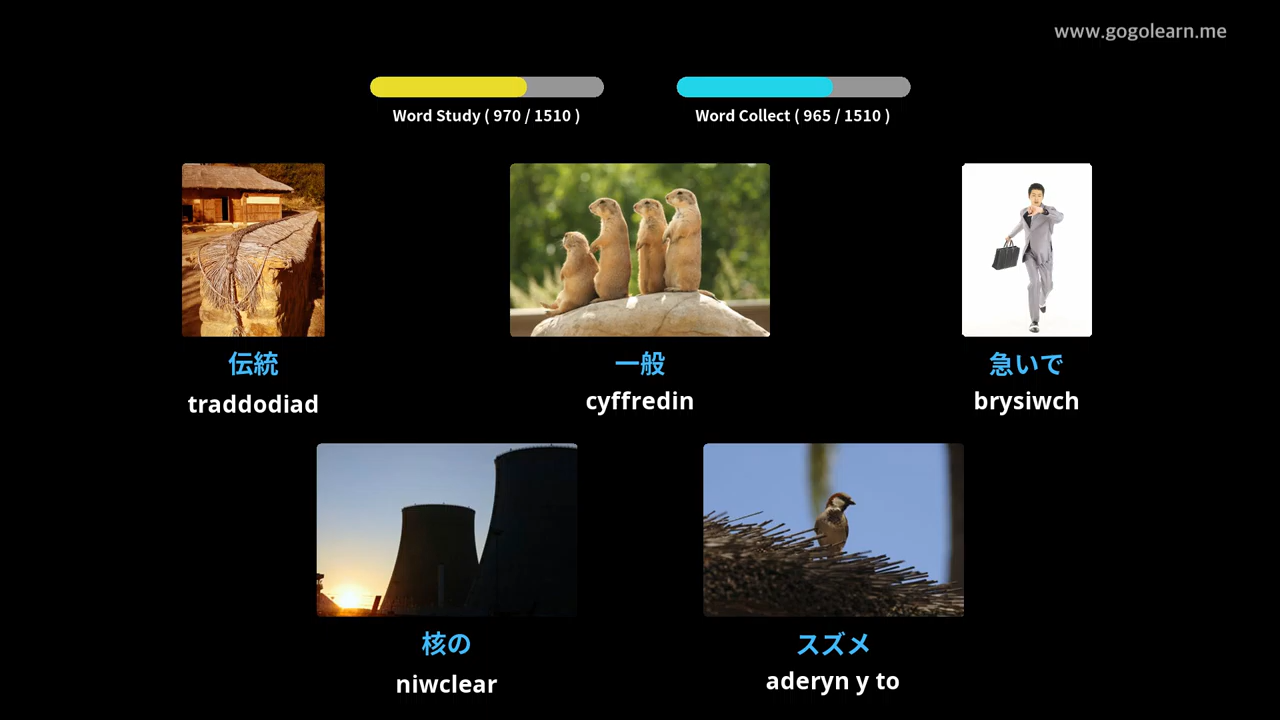 www.gogolearn.me
Word Study ( 970 / 1510 )
Word Collect ( 965 / 1510 )
伝統
traddodiad
一般
cyffredin
急いで
brysiwch
核の
niwclear
スズメ
aderyn y to